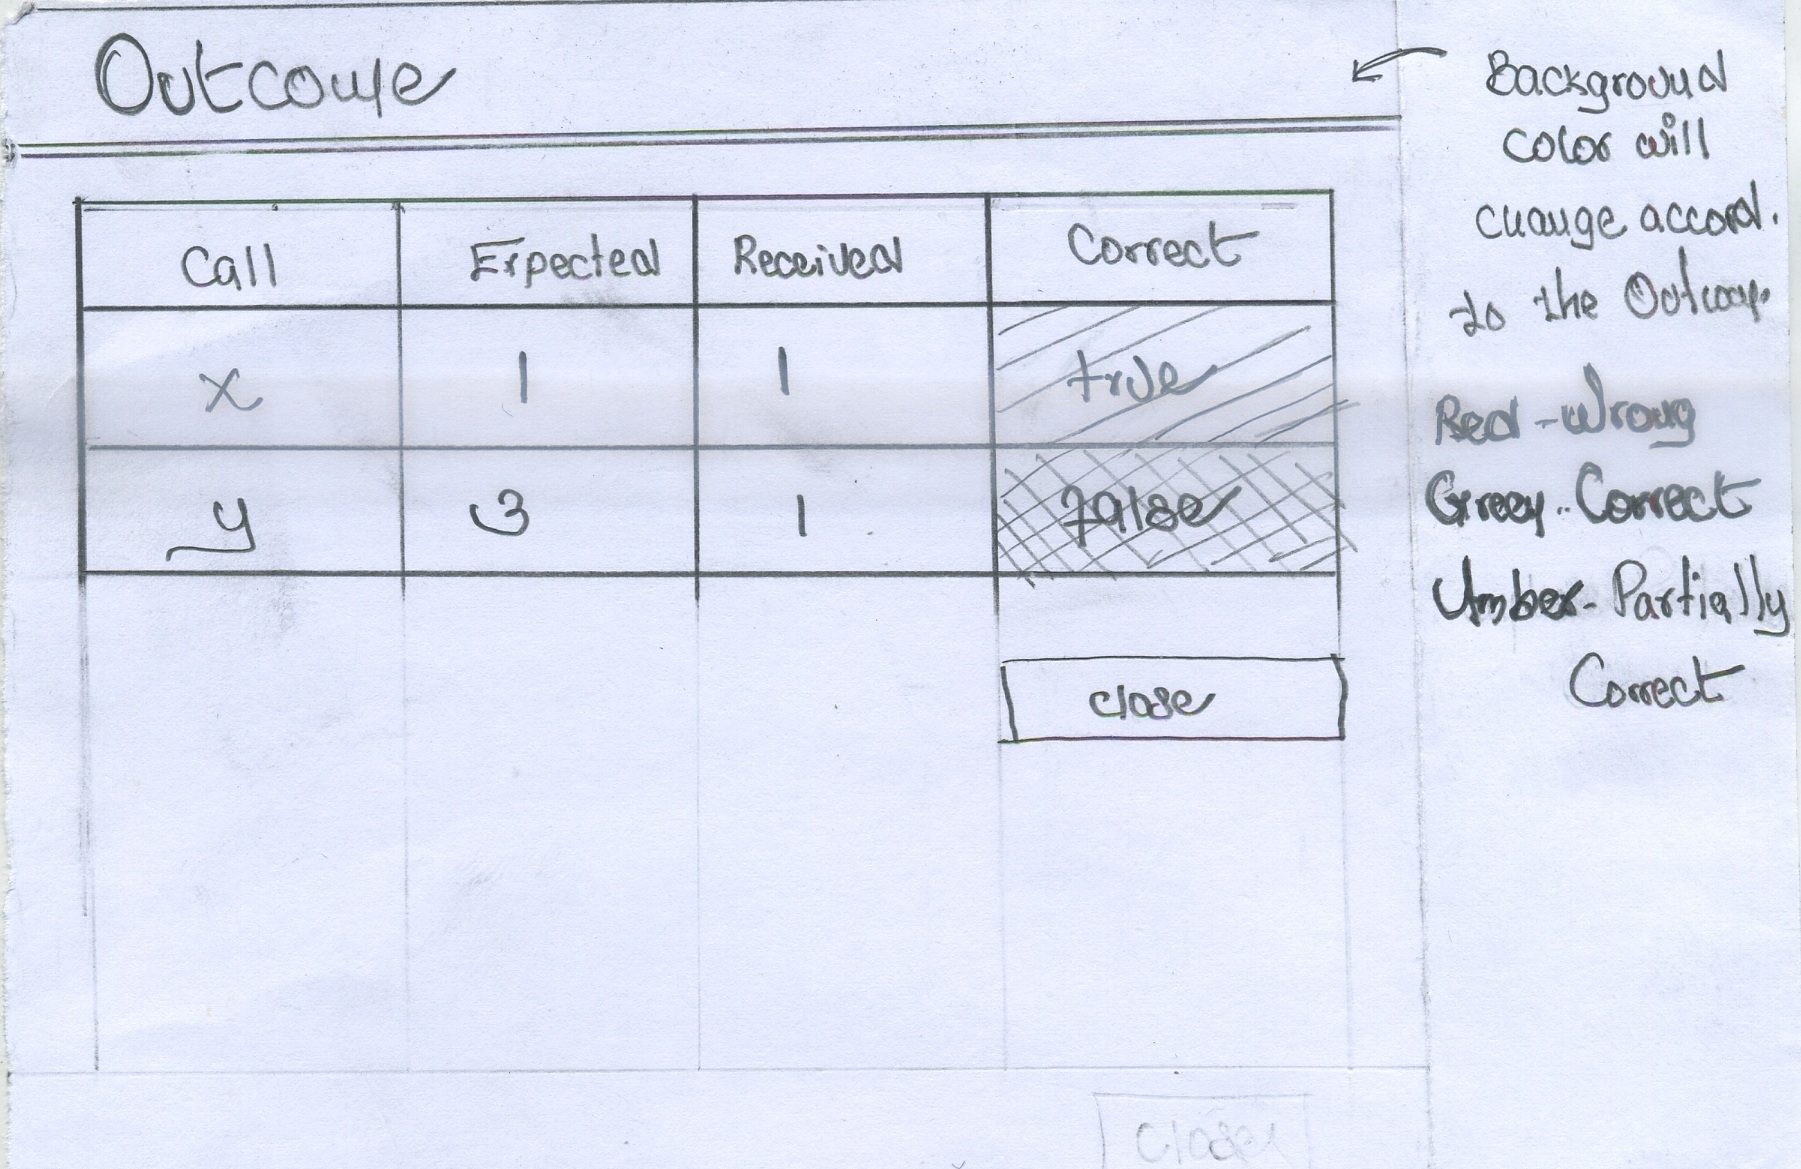 Outcome
Call Expected Received Correct
x 1 1 true
y 3 1 false
close
close
Background
color will
change accord.
to the Outcome
Red - Wrong
Green - Correct
Umber - Partially
Correct